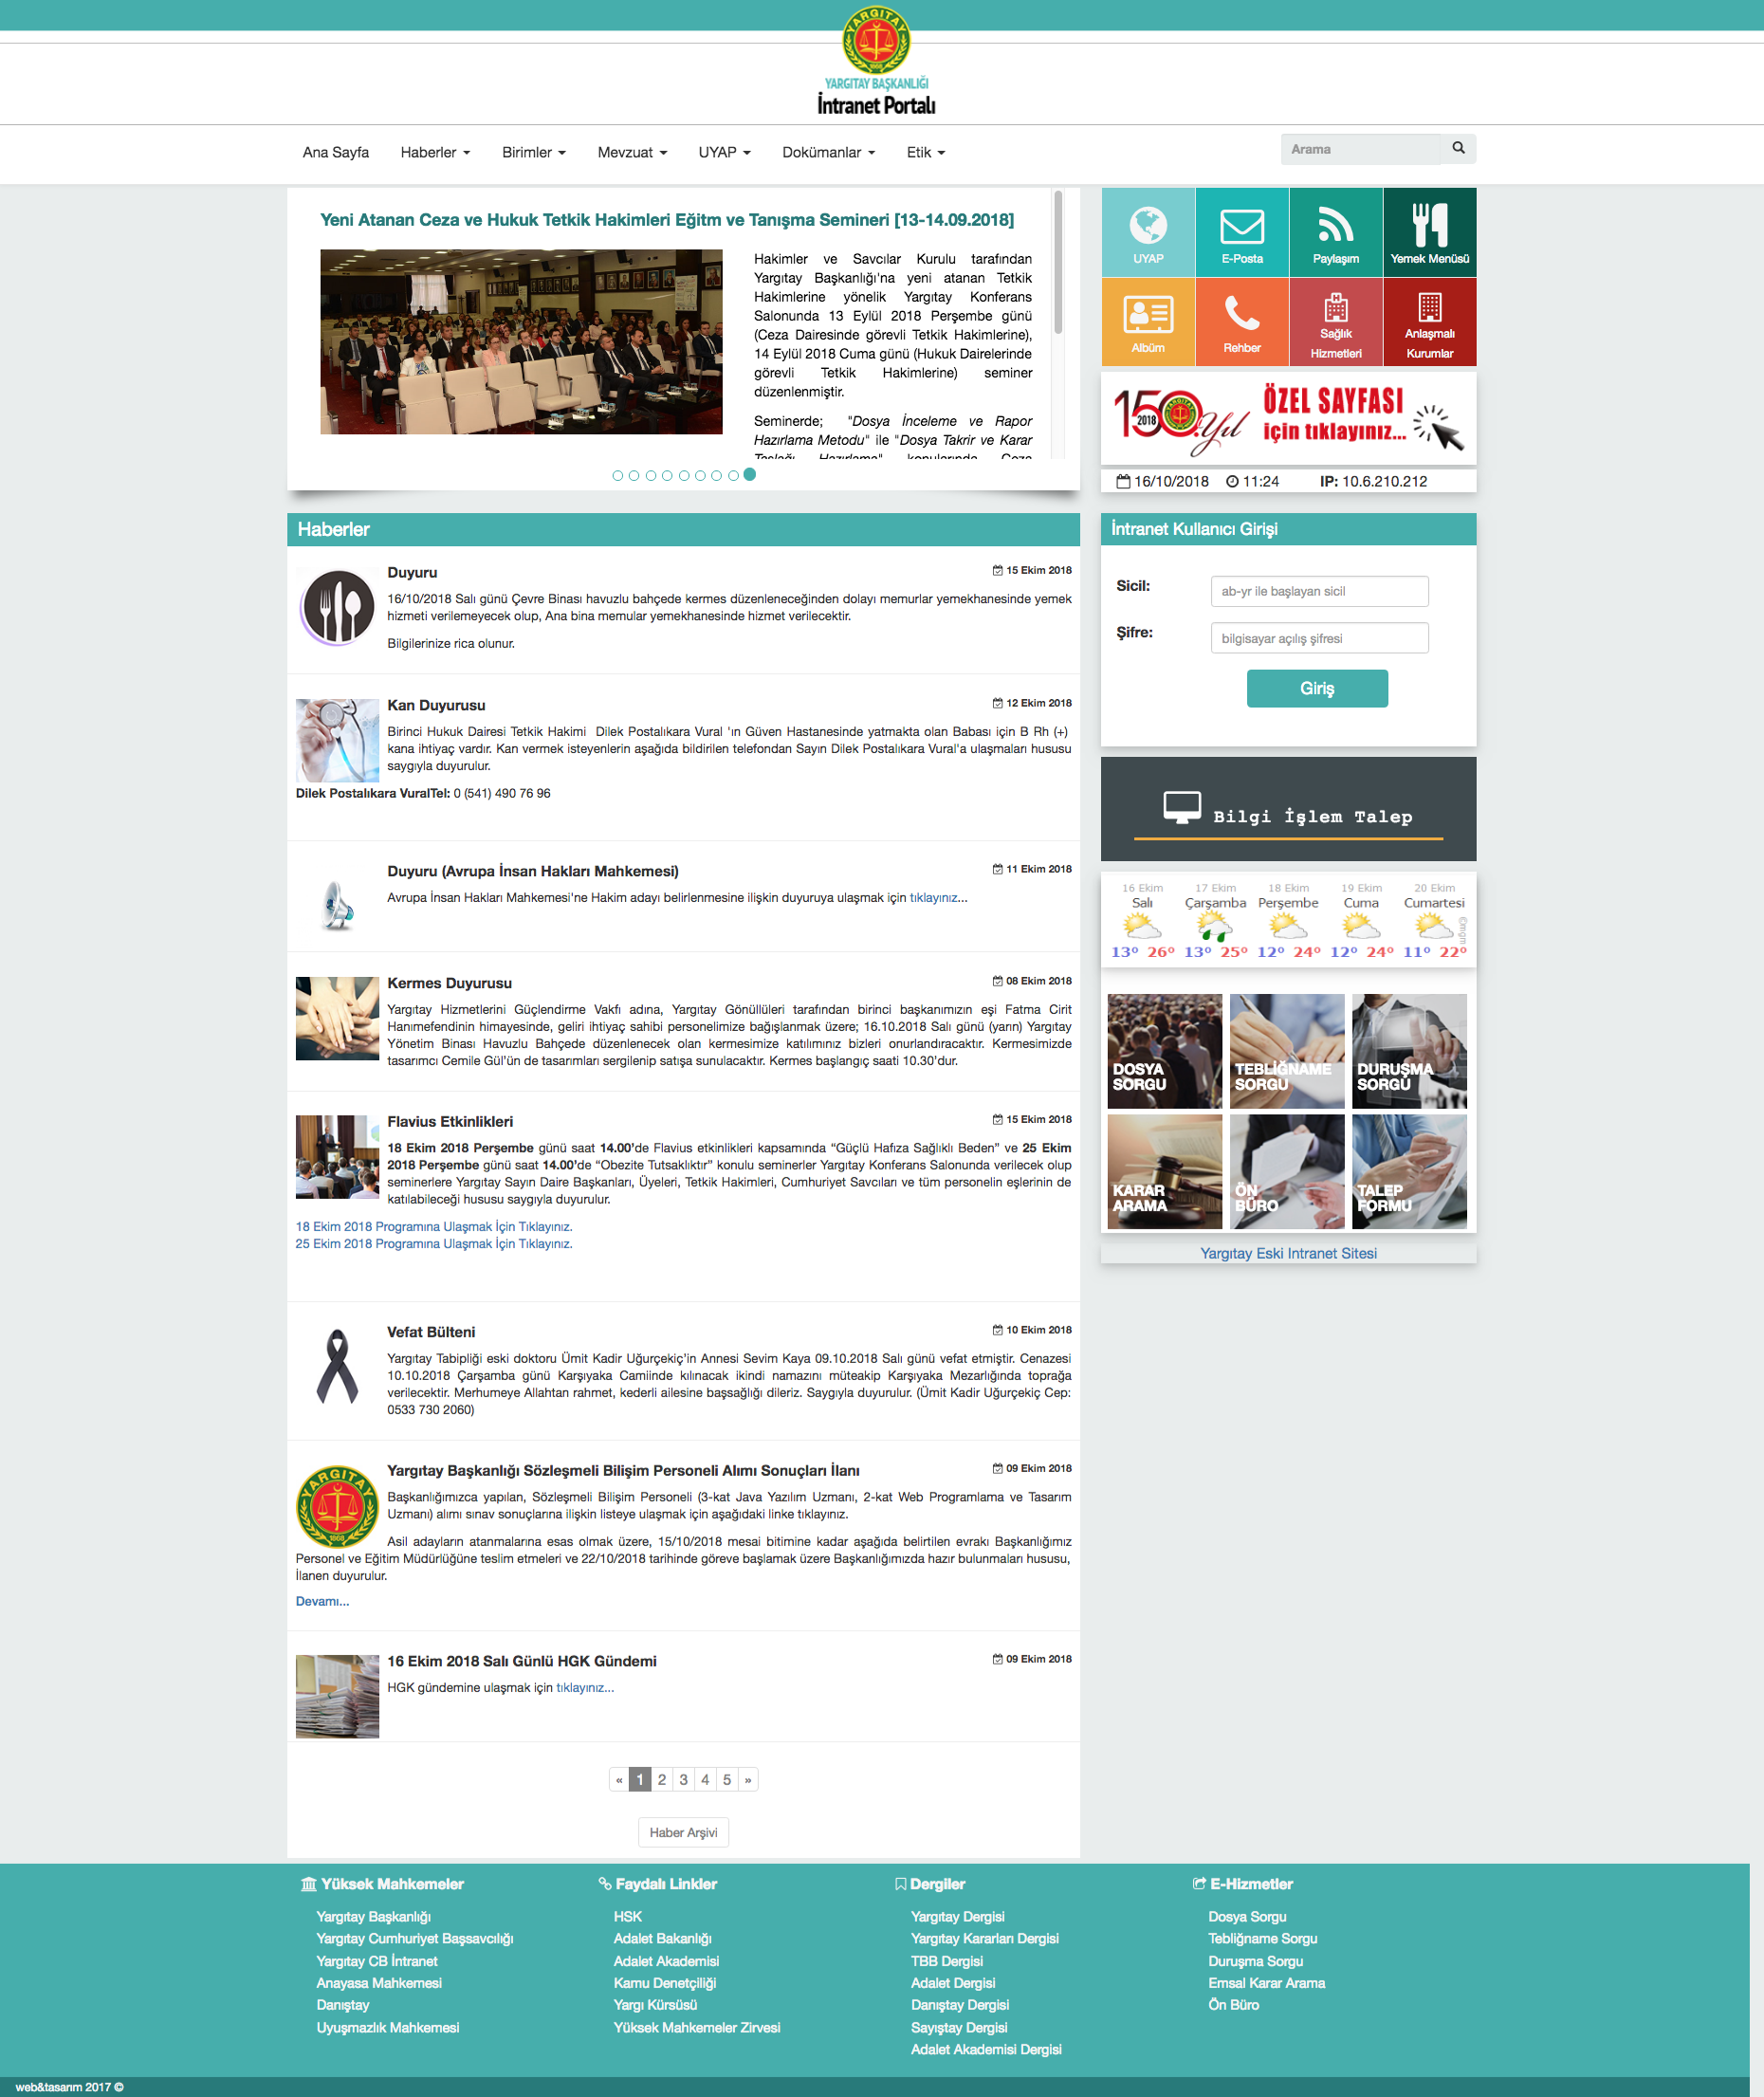 YARGITAY
1868
YARGITAY BAŞKANLIĞI
İntranet Portalı
Ana Sayfa
Haberler
Birimler
Mevzuat
UYAP
Dokümanlar
Etik
Arama
Yeni Atanan Ceza ve Hukuk Tetkik Hakimleri Eğitm ve Tanışma Semineri [13-14.09.2018]
Hakimler ve Savcılar Kurulu tarafından
Yargıtay Başkanlığı'na yeni atanan Tetkik
Hakimlerine yönelik Yargıtay Konferans
Salonunda 13 Eylül 2018 Perşembe günü
(Ceza Dairesinde görevli Tetkik Hakimlerine),
14 Eylül 2018 Cuma günü (Hukuk Dairelerinde
görevli Tetkik Hakimlerine) seminer
düzenlenmiştir.
Seminerde; "Dosya İnceleme ve Rapor
Hazırlama Metodu" ile "Dosya Takrir ve Karar
Taslağı Hazırlama" konularında Ceza
UYAP
E-Posta
Paylaşım
Yemek Menüsü
Albüm
Rehber
Sağlık
Hizmetleri
Anlaşmalı
Kurumlar
150.Yıl
2018
ÖZEL SAYFASI
için tıklayınız...
16/10/2018 11:24 IP: 10.6.210.212
Haberler
Duyuru
15 Ekim 2018
16/10/2018 Salı günü Çevre Binası havuzlu bahçede kermes düzenleneceğinden dolayı memurlar yemekhanesinde yemek
hizmeti verilemeyecek olup, Ana bina memular yemekhanesinde hizmet verilecektir.
Bilgilerinize rica olunur.
Kan Duyurusu
12 Ekim 2018
Birinci Hukuk Dairesi Tetkik Hakimi Dilek Postalıkara Vural 'ın Güven Hastanesinde yatmakta olan Babası için B Rh (+)
kana ihtiyaç vardır. Kan vermek isteyenlerin aşağıda bildirilen telefondan Sayın Dilek Postalıkara Vural'a ulaşmaları hususu
saygıyla duyurulur.
Dilek Postalıkara VuralTel: 0 (541) 490 76 96
Duyuru (Avrupa İnsan Hakları Mahkemesi)
11 Ekim 2018
Avrupa İnsan Hakları Mahkemesi'ne Hakim adayı belirlenmesine ilişkin duyuruya ulaşmak için tıklayınız...
Kermes Duyurusu
08 Ekim 2018
Yargıtay Hizmetlerini Güçlendirme Vakfı adına, Yargıtay Gönüllüleri tarafından birinci başkanımızın eşi Fatma Cirit
Hanımefendinin himayesinde, geliri ihtiyaç sahibi personelimize bağışlanmak üzere; 16.10.2018 Salı günü (yarın) Yargıtay
Yönetim Binası Havuzlu Bahçede düzenlenecek olan kermesimize katılımınız bizleri onurlandıracaktır. Kermesimizde
tasarımcı Cemile Gül'ün de tasarımları sergilenip satışa sunulacaktır. Kermes başlangıç saati 10.30'dur.
Flavius Etkinlikleri
15 Ekim 2018
18 Ekim 2018 Perşembe günü saat 14.00'de Flavius etkinlikleri kapsamında “Güçlü Hafıza Sağlıklı Beden” ve 25 Ekim
2018 Perşembe günü saat 14.00'de “Obezite Tutsaklıktır” konulu seminerler Yargıtay Konferans Salonunda verilecek olup
seminerlere Yargıtay Sayın Daire Başkanları, Üyeleri, Tetkik Hakimleri, Cumhuriyet Savcıları ve tüm personelin eşlerinin de
katılabileceği hususu saygıyla duyurulur.
18 Ekim 2018 Programına Ulaşmak İçin Tıklayınız.
25 Ekim 2018 Programına Ulaşmak İçin Tıklayınız.
Vefat Bülteni
10 Ekim 2018
Yargıtay Tabipliği eski doktoru Ümit Kadir Uğurçekiç'in Annesi Sevim Kaya 09.10.2018 Salı günü vefat etmiştir. Cenazesi
10.10.2018 Çarşamba günü Karşıyaka Camiinde kılınacak ikindi namazını müteakip Karşıyaka Mezarlığında toprağa
verilecektir. Merhumeye Allahtan rahmet, kederli ailesine başsağlığı dileriz. Saygıyla duyurulur. (Ümit Kadir Uğurçekiç Cep:
0533 730 2060)
YARGITAY
1868
Yargıtay Başkanlığı Sözleşmeli Bilişim Personeli Alımı Sonuçları İlanı
09 Ekim 2018
Başkanlığımızca yapılan, Sözleşmeli Bilişim Personeli (3-kat Java Yazılım Uzmanı, 2-kat Web Programlama ve Tasarım
Uzmanı) alımı sınav sonuçlarına ilişkin listeye ulaşmak için aşağıdaki linke tıklayınız.
Asil adayların atanmalarına esas olmak üzere, 15/10/2018 mesai bitimine kadar aşağıda belirtilen evrakı Başkanlığımız
Personel ve Eğitim Müdürlüğüne teslim etmeleri ve 22/10/2018 tarihinde göreve başlamak üzere Başkanlığımızda hazır bulunmaları hususu,
İlanen duyurulur.
Devamı...
16 Ekim 2018 Salı Günlü HGK Gündemi
09 Ekim 2018
HGK gündemine ulaşmak için tıklayınız...
« 1 2 3 4 5 »
Haber Arşivi
İntranet Kullanıcı Girişi
Sicil:
ab-yr ile başlayan sicil
Şifre:
bilgisayar açılış şifresi
Giriş
Bilgi İşlem Talep
16 Ekim 17 Ekim 18 Ekim 19 Ekim 20 Ekim
Salı Çarşamba Perşembe Cuma Cumartesi
©mgm
13° 26° 13° 25° 12° 24° 12° 24° 11° 22°
DOSYA
SORGU
TEBLİĞNAME
SORGU
DURUŞMA
SORGU
KARAR
ARAMA
ÖN
BÜRO
TALEP
FORMU
Yargıtay Eski Intranet Sitesi
Yüksek Mahkemeler
Yargıtay Başkanlığı
Yargıtay Cumhuriyet Başsavcılığı
Yargıtay CB İntranet
Anayasa Mahkemesi
Danıştay
Uyuşmazlık Mahkemesi
Faydalı Linkler
HSK
Adalet Bakanlığı
Adalet Akademisi
Kamu Denetçiliği
Yargı Kürsüsü
Yüksek Mahkemeler Zirvesi
Dergiler
Yargıtay Dergisi
Yargıtay Kararları Dergisi
TBB Dergisi
Adalet Dergisi
Danıştay Dergisi
Sayıştay Dergisi
Adalet Akademisi Dergisi
E-Hizmetler
Dosya Sorgu
Tebliğname Sorgu
Duruşma Sorgu
Emsal Karar Arama
Ön Büro
web&tasarım 2017 ©